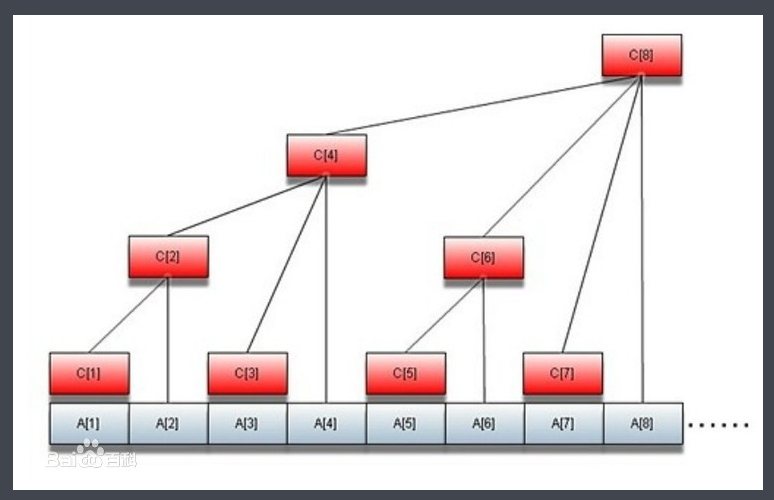 C[8]
C[4]
C[2] C[6]
C[1] C[3] C[5] C[7]
A[1] A[2] A[3] A[4] A[5] A[6] A[7] A[8] ......
Bai百科